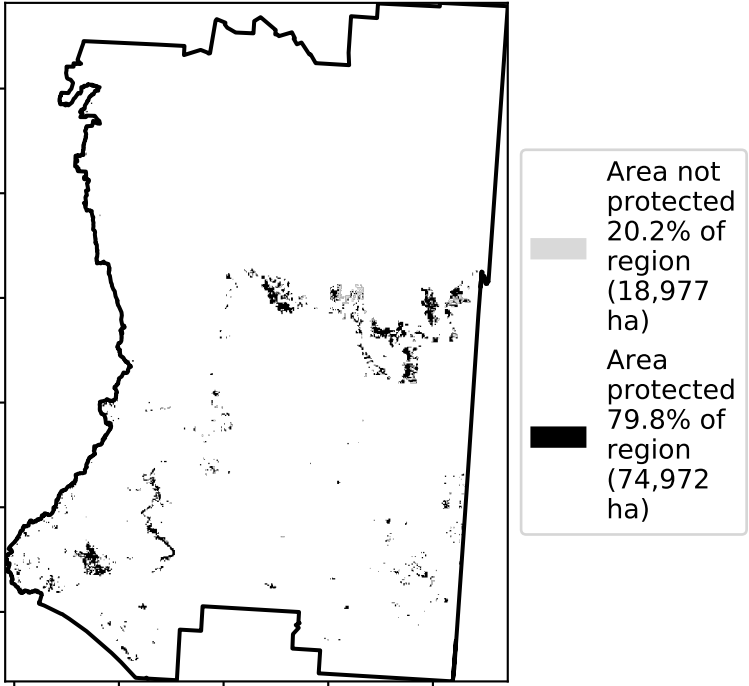 Area not
protected
20.2% of
region
(18,977
ha)
Area
protected
79.8% of
region
(74,972
ha)